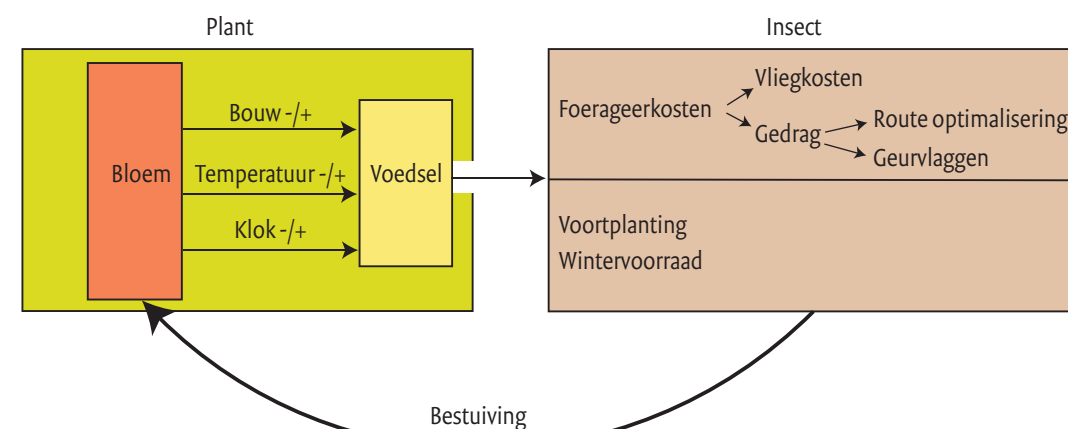 Plant
Insect
Bloem
Bouw -/+
Temperatuur -/+
Klok -/+
Voedsel
Foerageerkosten
Vliegkosten
Gedrag
Route optimalisering
Geurvlaggen
Voortplanting
Wintervoorraad
Bestuiving